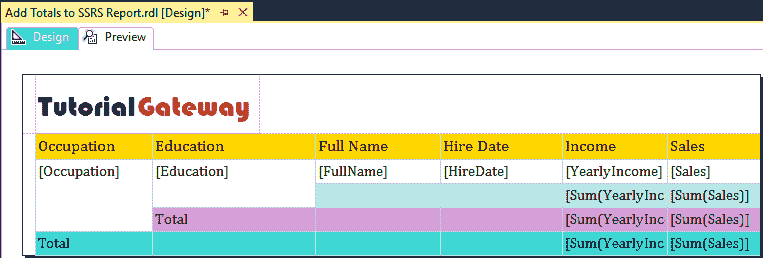 Add Totals to SSRS Report.rdl [Design]*
Design Preview
TutorialGateway
Occupation Education Full Name Hire Date Income Sales
[Occupation] [Education] [FullName] [HireDate] [YearlyIncome] [Sales]
[Sum(YearlyInc [Sum(Sales)]
Total [Sum(YearlyInc [Sum(Sales)]
Total [Sum(YearlyInc [Sum(Sales)]